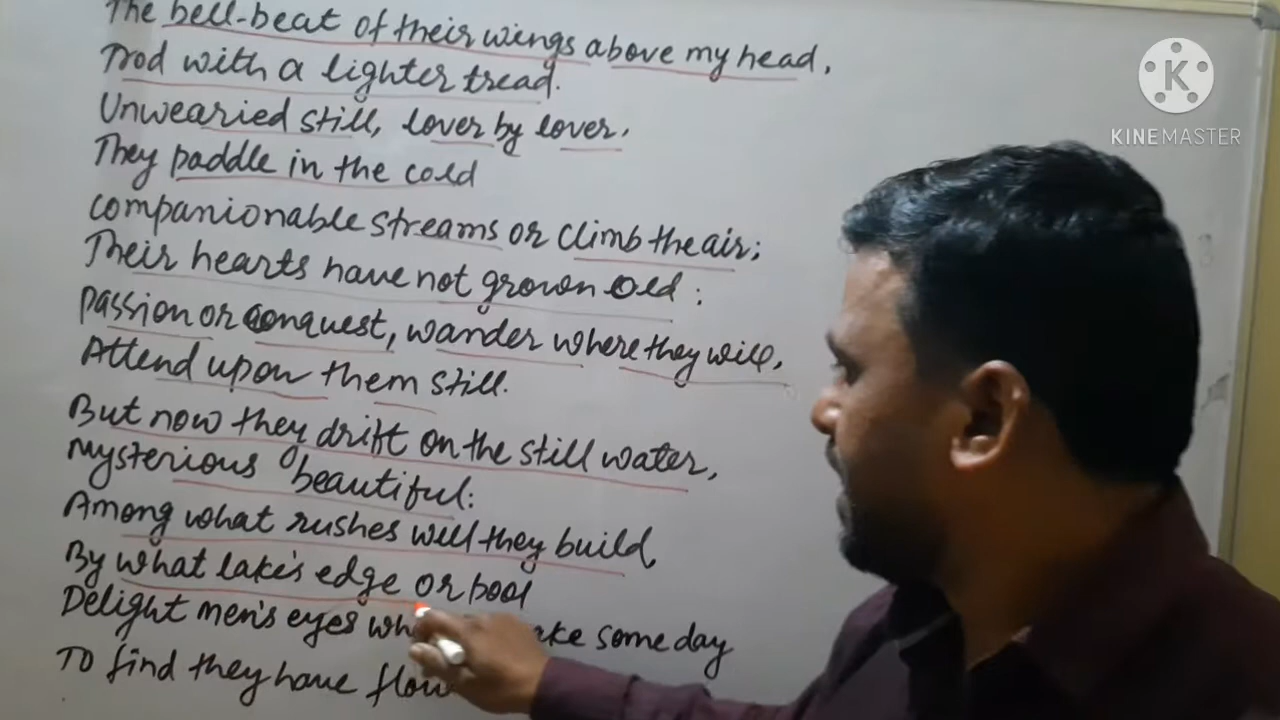 The bell-beat of their wings above my head,
Trod with a lighter tread.
Unwearied still, lover by lover,
They paddle in the cold
companionable streams or climb the air;
Their hearts have not grown old:
passion or conquest, wander where they will,
Attend upon them still.
But now they drift on the still water,
Mysterious beautiful:
Among what rushes will they build,
By what lake's edge or pool
Delight men's eyes some day
To find they have
K
KINEMASTER